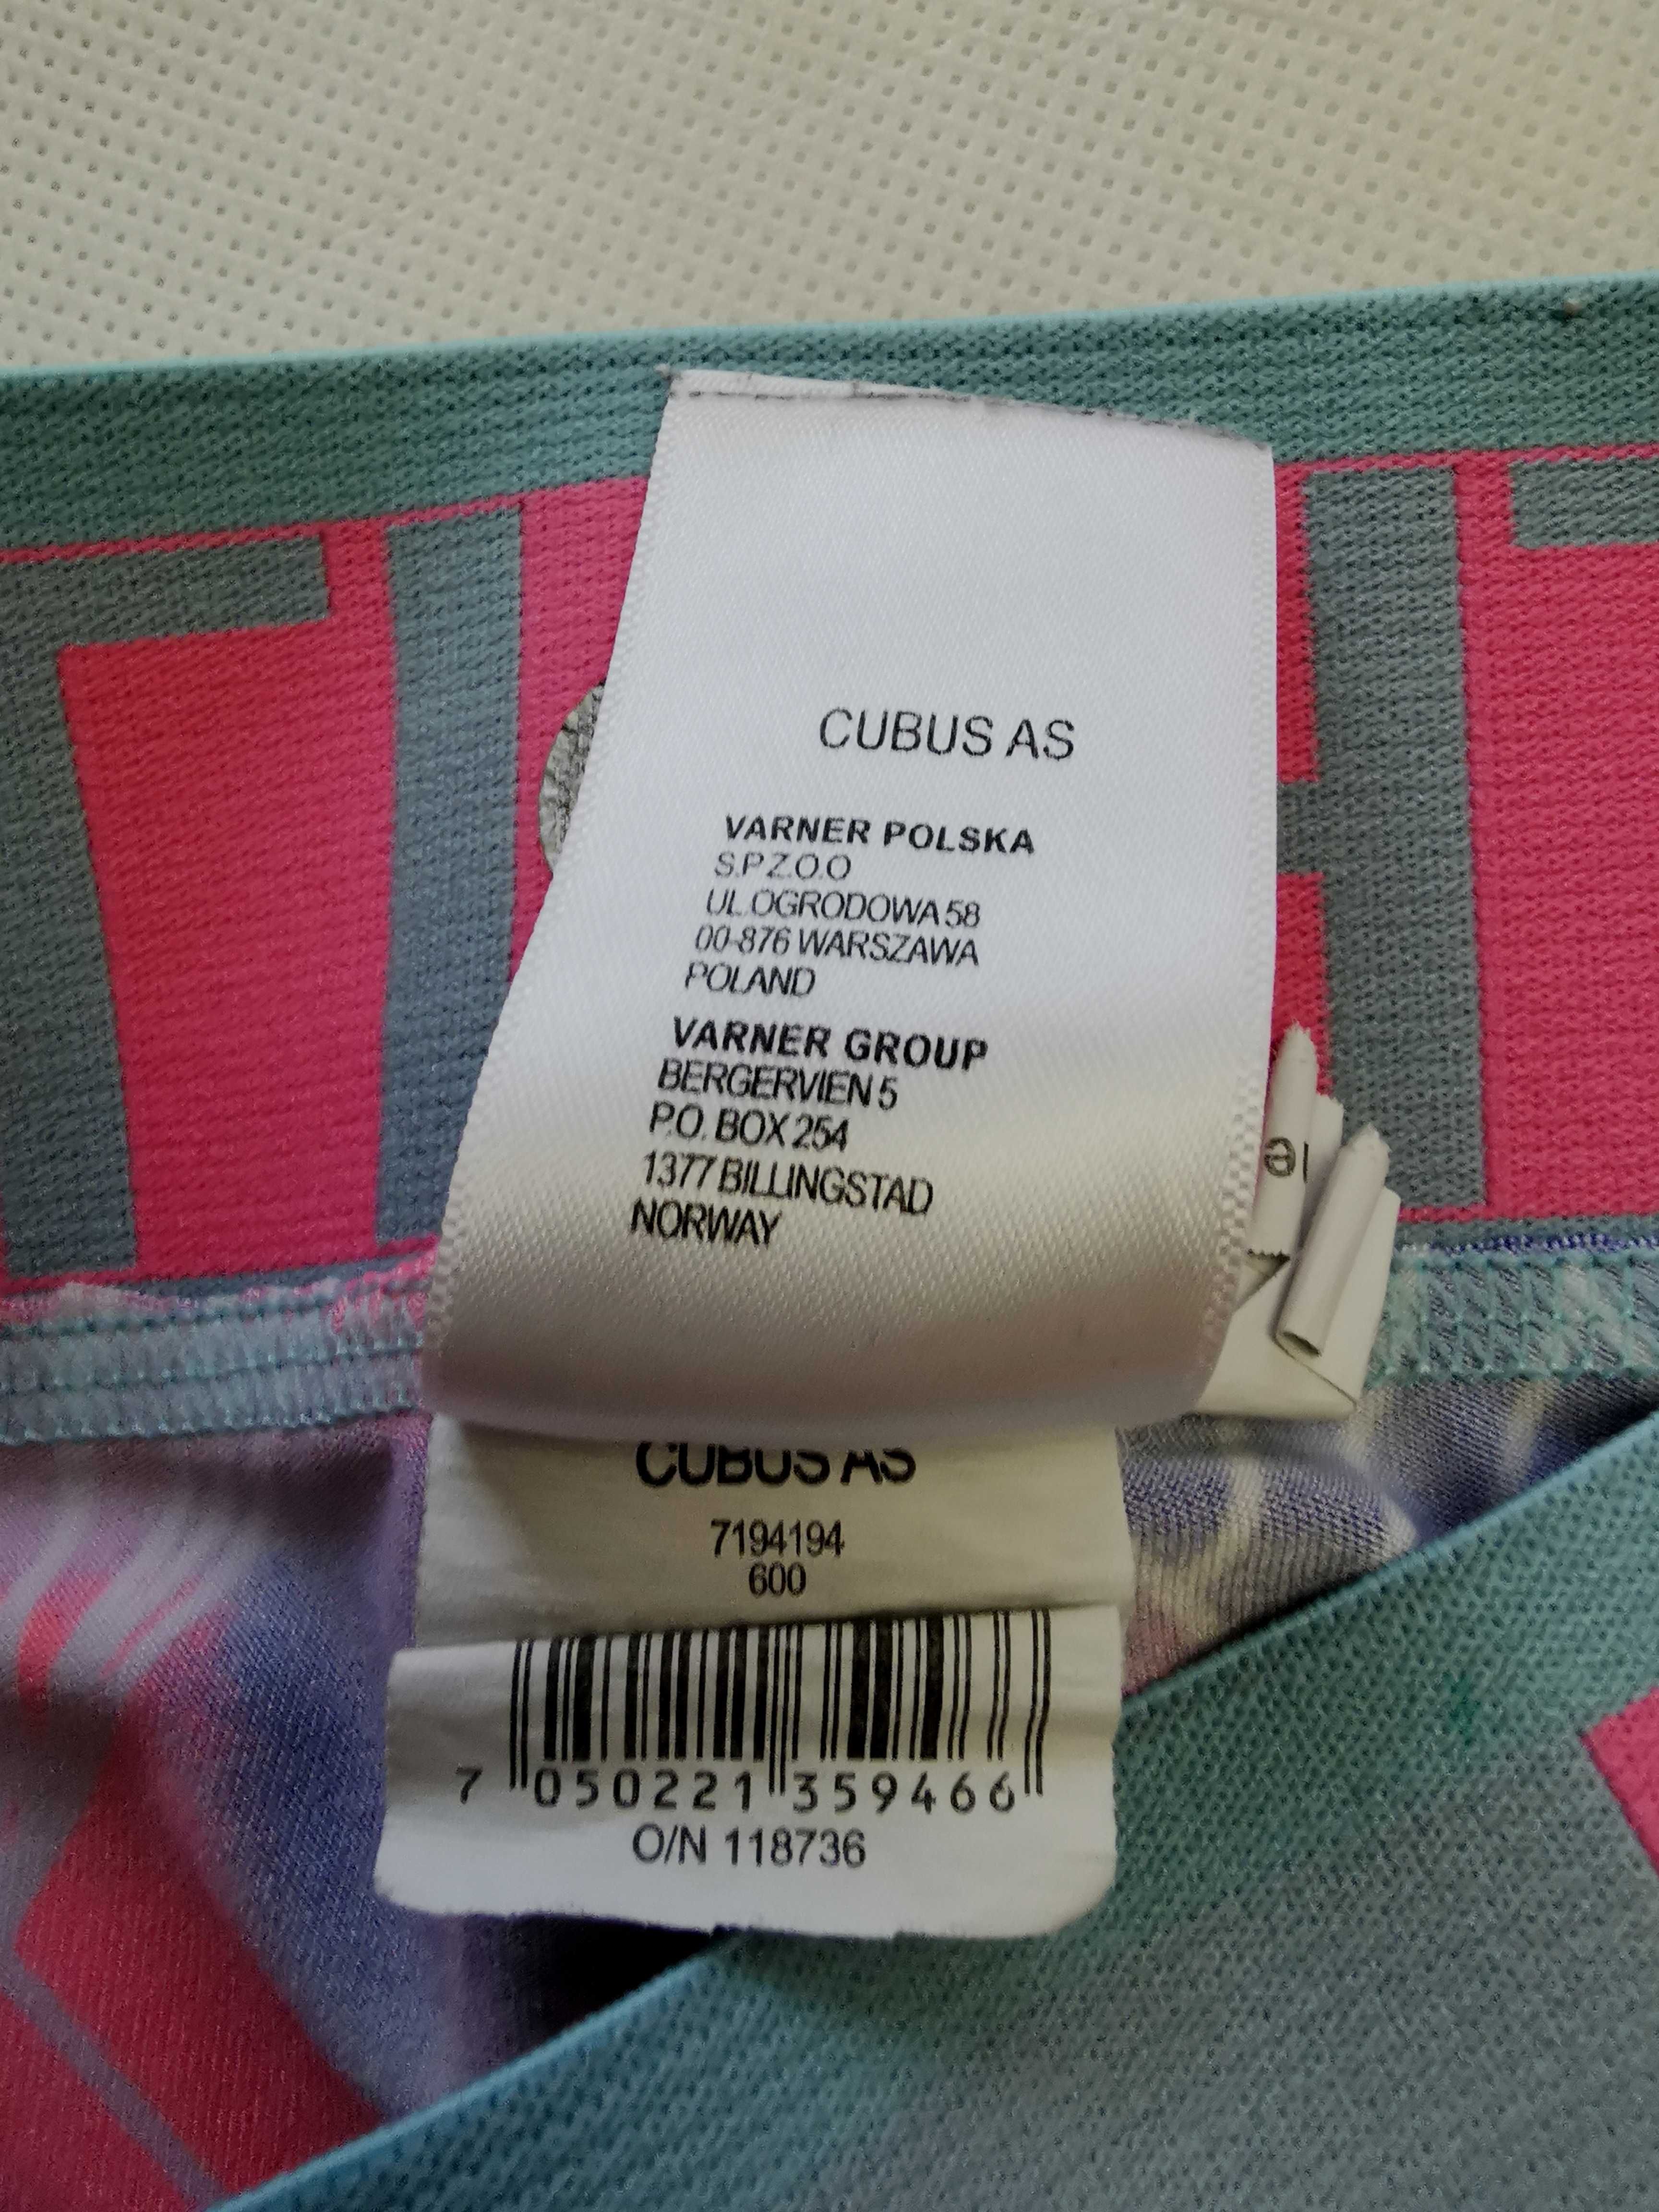 CUBUS AS
VARNER POLSKA
S.P.Z.O.O
UL.OGRODOWA 58
00-876 WARSZAWA
POLAND
VARNER GROUP
BERGERVIEN 5
P.O. BOX 254
1377 BILLINGSTAD
NORWAY
CUBUS AS
7194194
600
7 050221 359466
O/N 118736